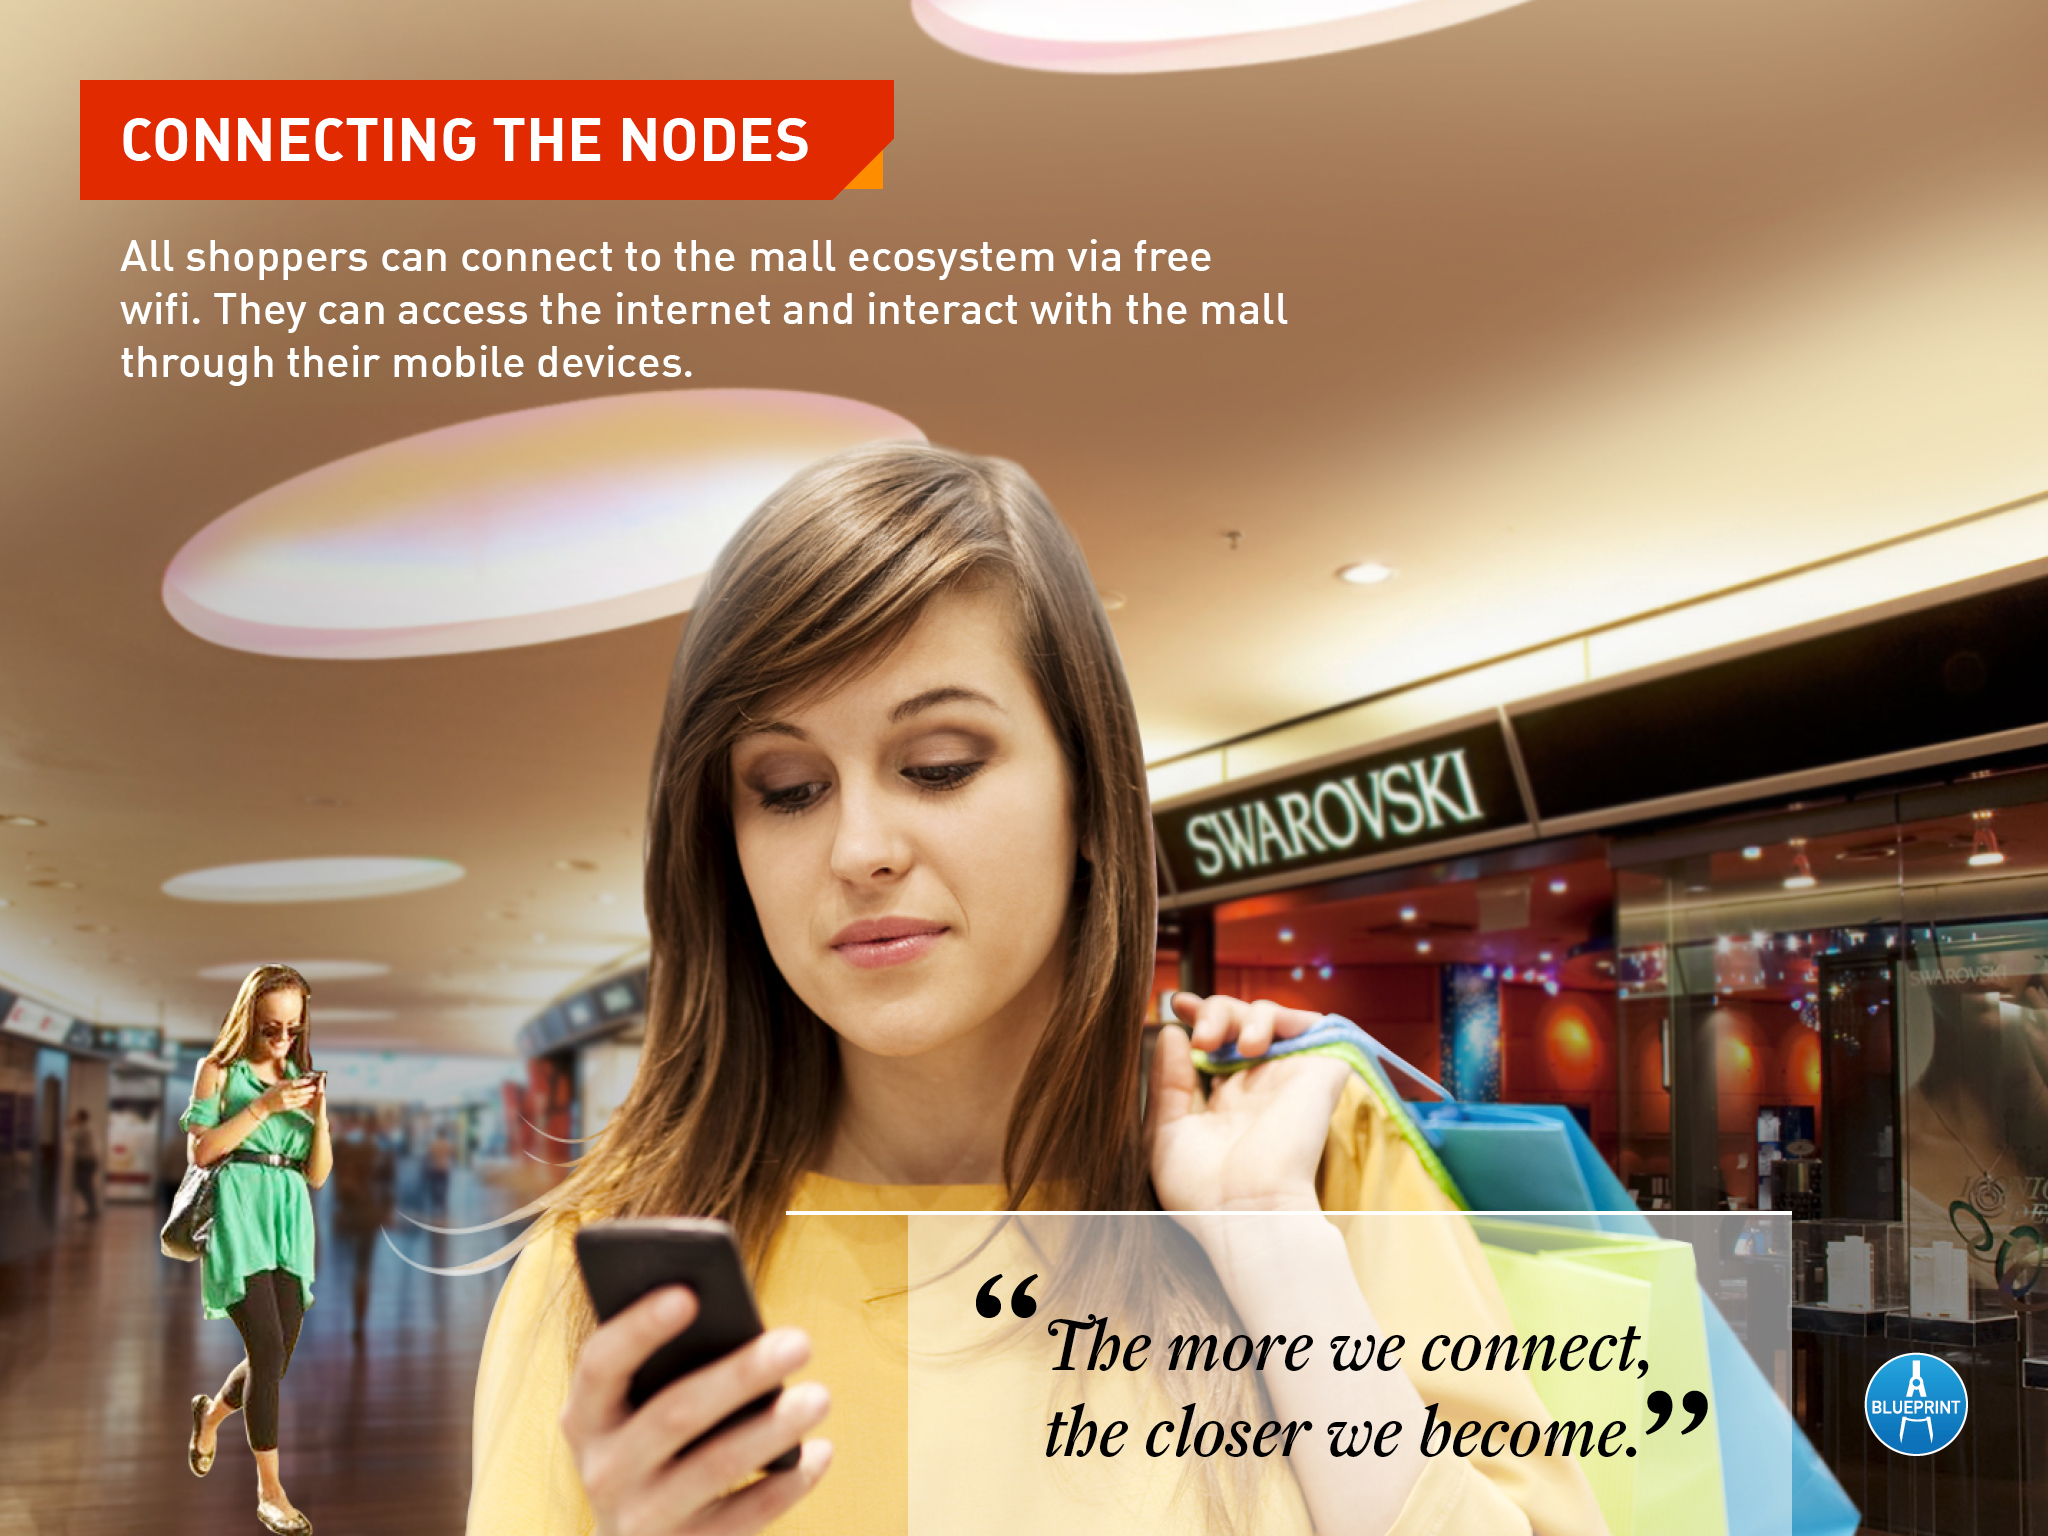 CONNECTING THE NODES
All shoppers can connect to the mall ecosystem via free
wifi. They can access the internet and interact with the mall
through their mobile devices.
SWAROVSKI
SWAROVSKI
“The more we connect,
the closer we become.”
BLUEPRINT